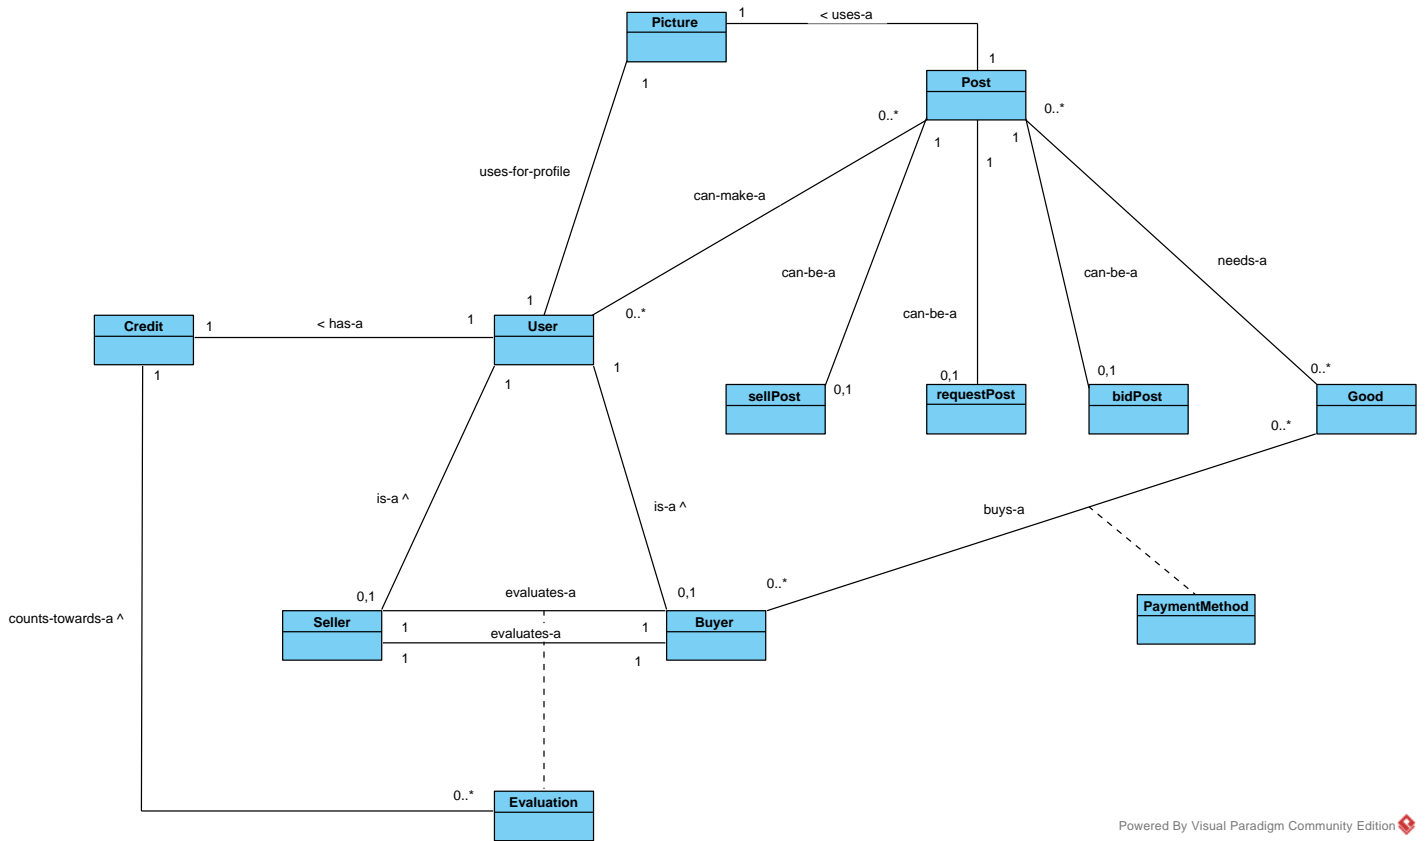 1
< uses-a
Picture
1
1
Post
0..*
0..*
1
1
1
uses-for-profile
can-make-a
can-be-a
can-be-a
needs-a
can-be-a
1
0..*
Credit
1
< has-a
1
User
1
1
1
0,1
sellPost
0,1
requestPost
0,1
bidPost
0..*
Good
0..*
is-a ^
is-a ^
buys-a
0..*
0,1
evaluates-a
0,1
PaymentMethod
counts-towards-a ^
Seller
1
evaluates-a
1
Buyer
1
1
0..*
Evaluation
Powered By Visual Paradigm Community Edition